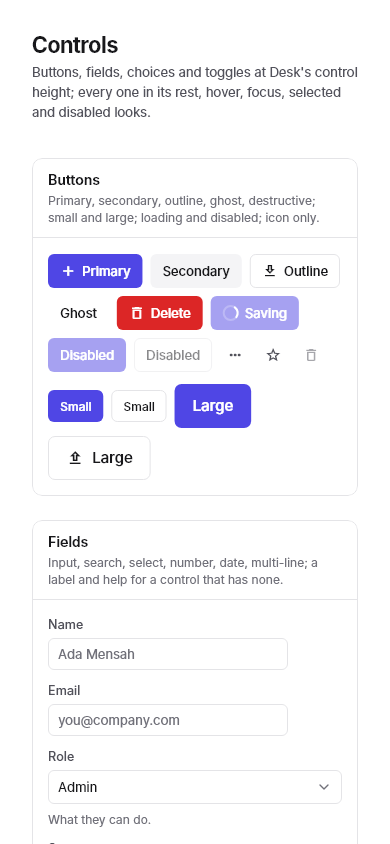 Controls
Buttons, fields, choices and toggles at Desk's control
height; every one in its rest, hover, focus, selected
and disabled looks.
Buttons
Primary, secondary, outline, ghost, destructive;
small and large; loading and disabled; icon only.
Primary
Secondary
Outline
Ghost
Delete
Saving
Disabled
Disabled
Small
Small
Large
Large
Fields
Input, search, select, number, date, multi-line; a
label and help for a control that has none.
Name
Ada Mensah
Email
you@company.com
Role
Admin
What they can do.